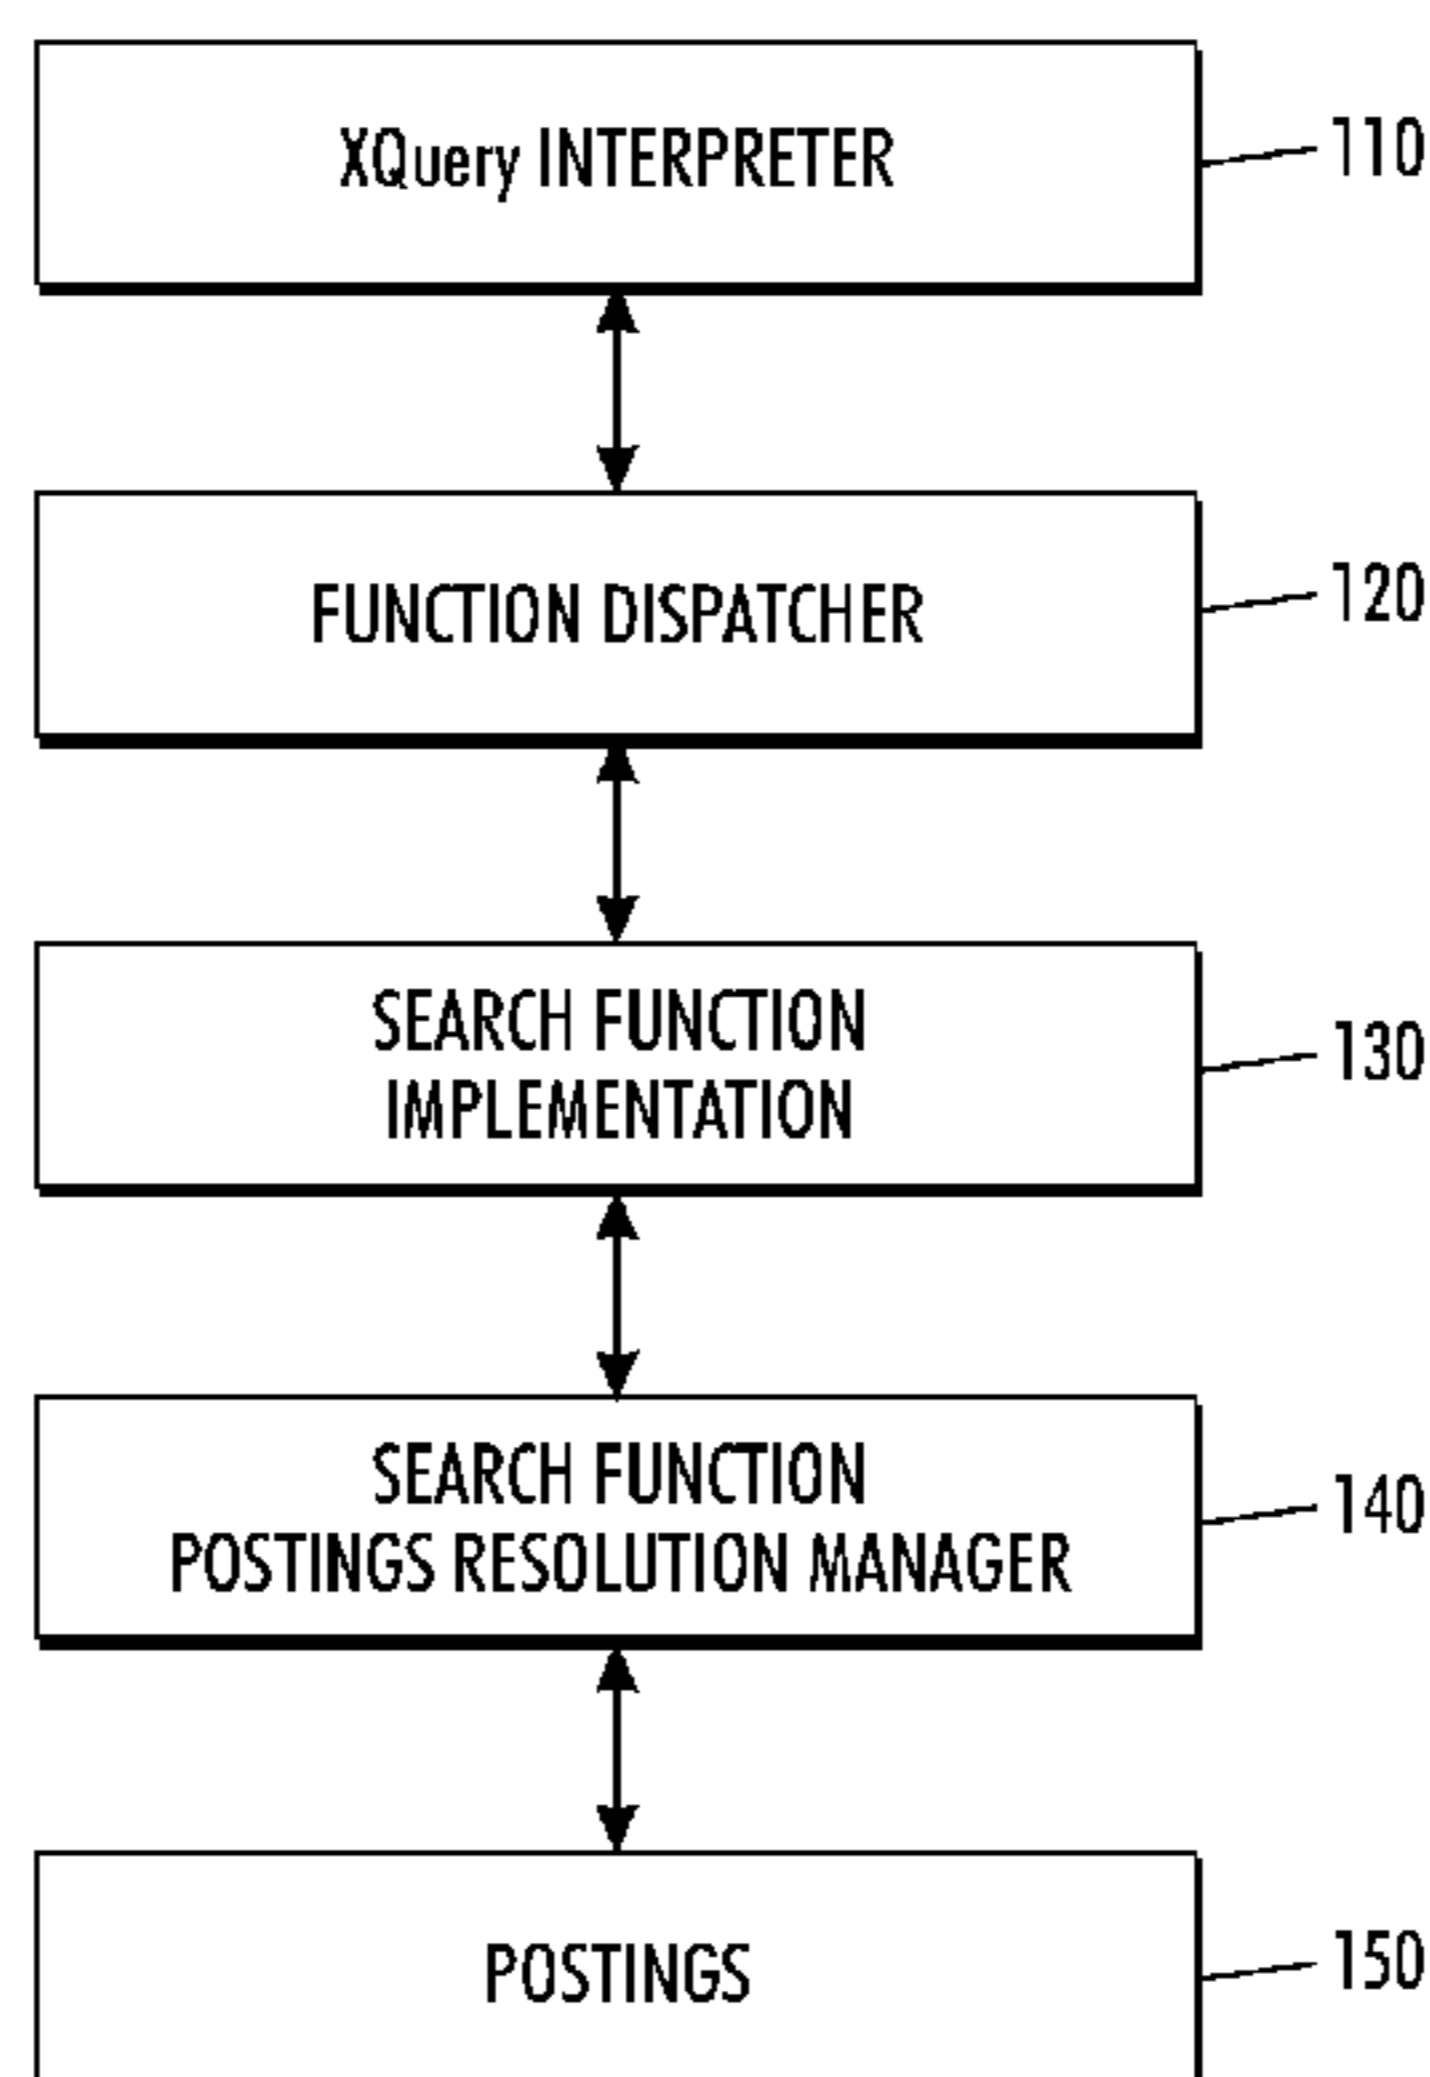 XQuery INTERPRETER
110
FUNCTION DISPATCHER
120
SEARCH FUNCTION
IMPLEMENTATION
130
SEARCH FUNCTION
POSTINGS RESOLUTION MANAGER
140
POSTINGS
150